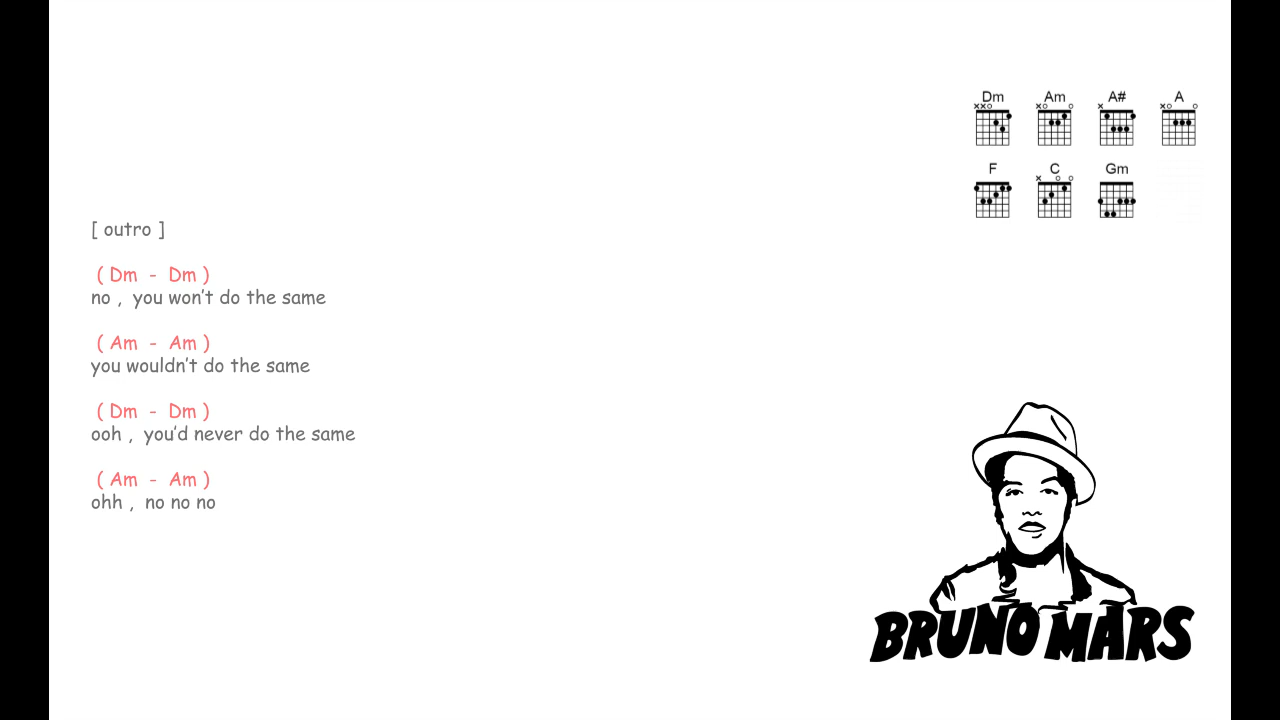 Dm Am A# A
F C Gm
[ outro ]
( Dm - Dm )
no , you won't do the same
( Am - Am )
you wouldn't do the same
( Dm - Dm )
ooh , you'd never do the same
( Am - Am )
ohh , no no no
BRUNO MARS